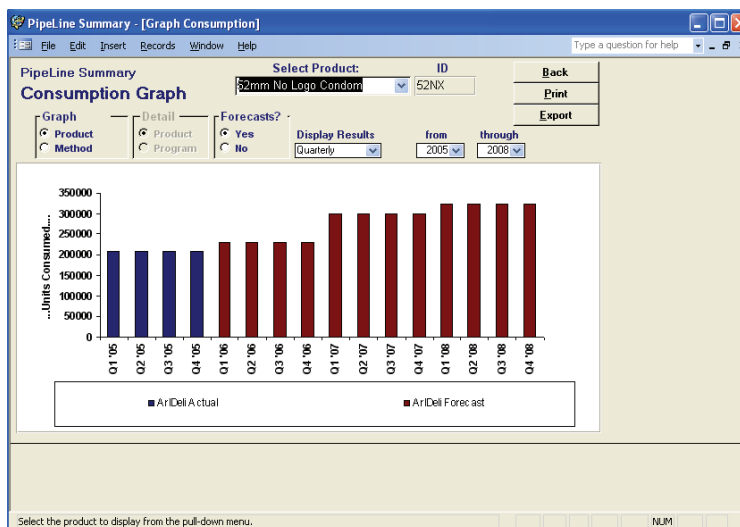 PipeLine Summary - [Graph Consumption]
File Edit Insert Records Window Help
Type a question for help
PipeLine Summary
Consumption Graph
Select Product:
ID
52mm No Logo Condom
52NX
Back
Print
Export
Graph
Product
Method
Detail
Product
Program
Forecasts?
Yes
No
Display Results
Quarterly
from
2005
through
2008
...Units Consumed....
350000
300000
250000
200000
150000
100000
50000
0
Q1 '05
Q2 '05
Q3 '05
Q4 '05
Q1 '06
Q2 '06
Q3 '06
Q4 '06
Q1 '07
Q2 '07
Q3 '07
Q4 '07
Q1 '08
Q2 '08
Q3 '08
Q4 '08
ArlDeli Actual
ArlDeli Forecast
Select the product to display from the pull-down menu.
NUM